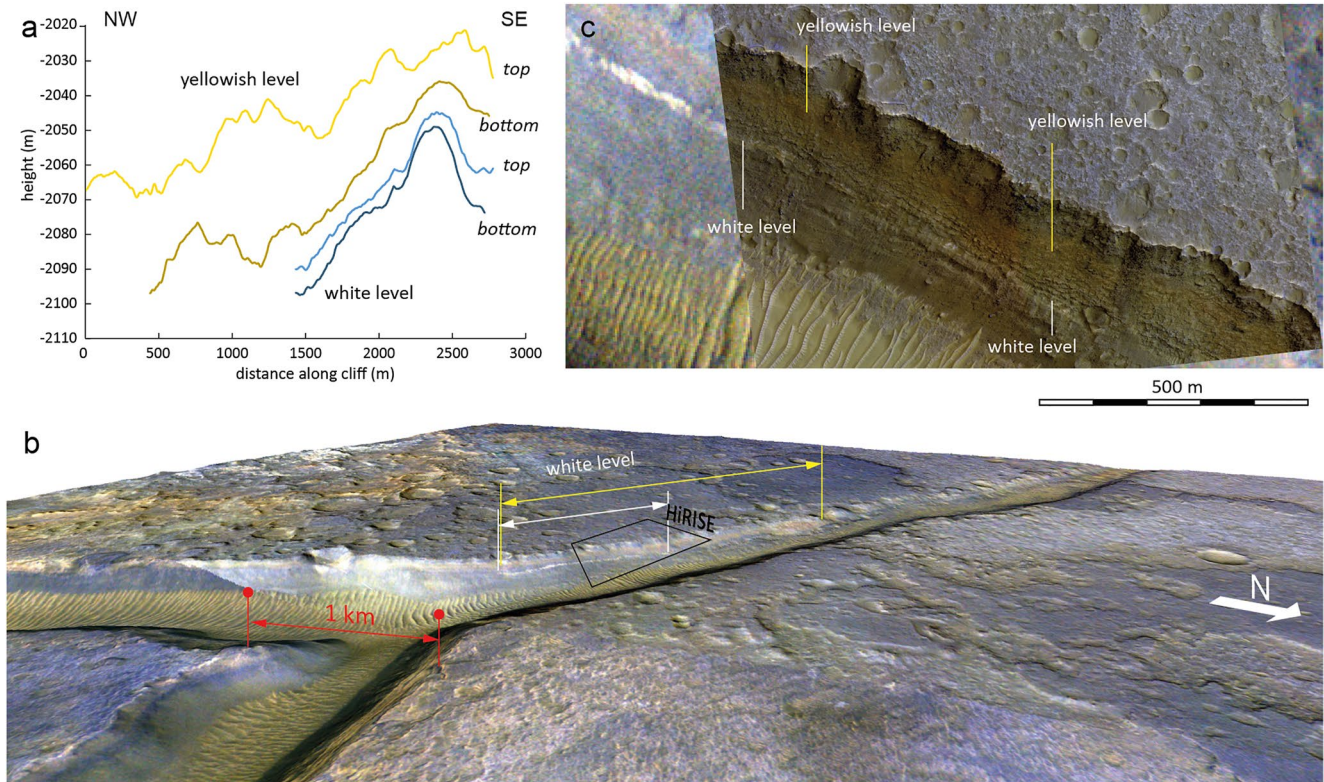 a
NW
SE
-2020
-2030
-2040
-2050
-2060
-2070
-2080
-2090
-2100
-2110
height (m)
yellowish level
top
bottom
top
bottom
white level
0
500
1000
1500
2000
2500
3000
distance along cliff (m)
c
yellowish level
yellowish level
white level
white level
500 m
b
white level
HiRISE
1 km
N